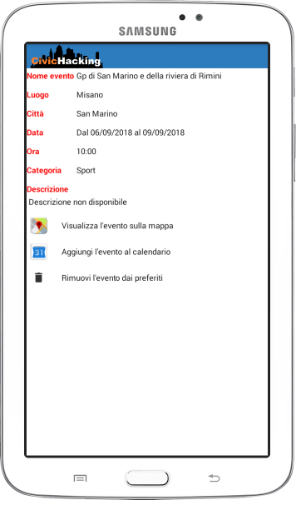 SAMSUNG
CivicHacking
Nome evento Gp di San Marino e della riviera di Rimini
Luogo Misano
Città San Marino
Data Dal 06/09/2018 al 09/09/2018
Ora 10:00
Categoria Sport
Descrizione
Descrizione non disponibile
Visualizza l'evento sulla mappa
31 Aggiungi l'evento al calendario
Rimuovi l'evento dai preferiti